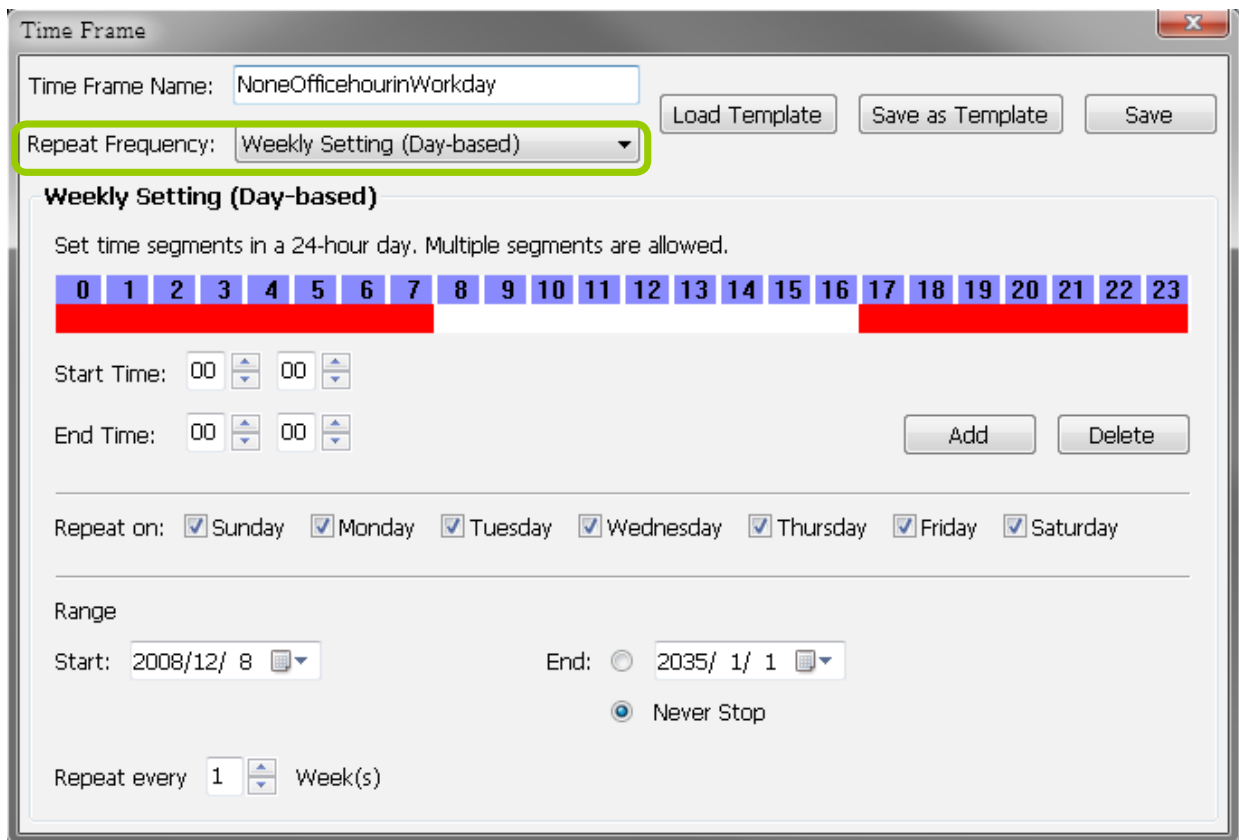 Time Frame
Time Frame Name: NoneOfficehourinWorkday
Load Template Save as Template Save
Repeat Frequency: Weekly Setting (Day-based)
Weekly Setting (Day-based)
Set time segments in a 24-hour day. Multiple segments are allowed.
0 1 2 3 4 5 6 7 8 9 10 11 12 13 14 15 16 17 18 19 20 21 22 23
Start Time: 00 00
End Time: 00 00 Add Delete
Repeat on: Sunday Monday Tuesday Wednesday Thursday Friday Saturday
Range
Start: 2008/12/ 8 End: 2035/ 1/ 1
Never Stop
Repeat every 1 Week(s)